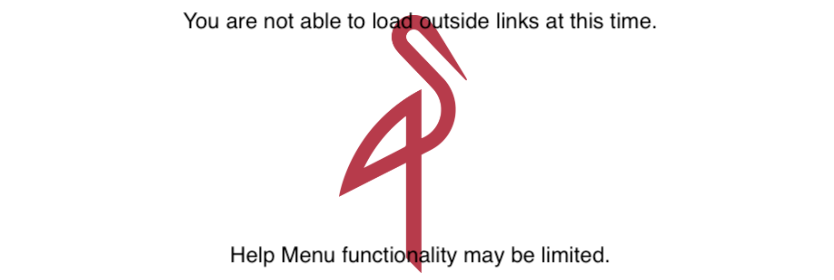 You are not able to load outside links at this time.
Help Menu functionality may be limited.